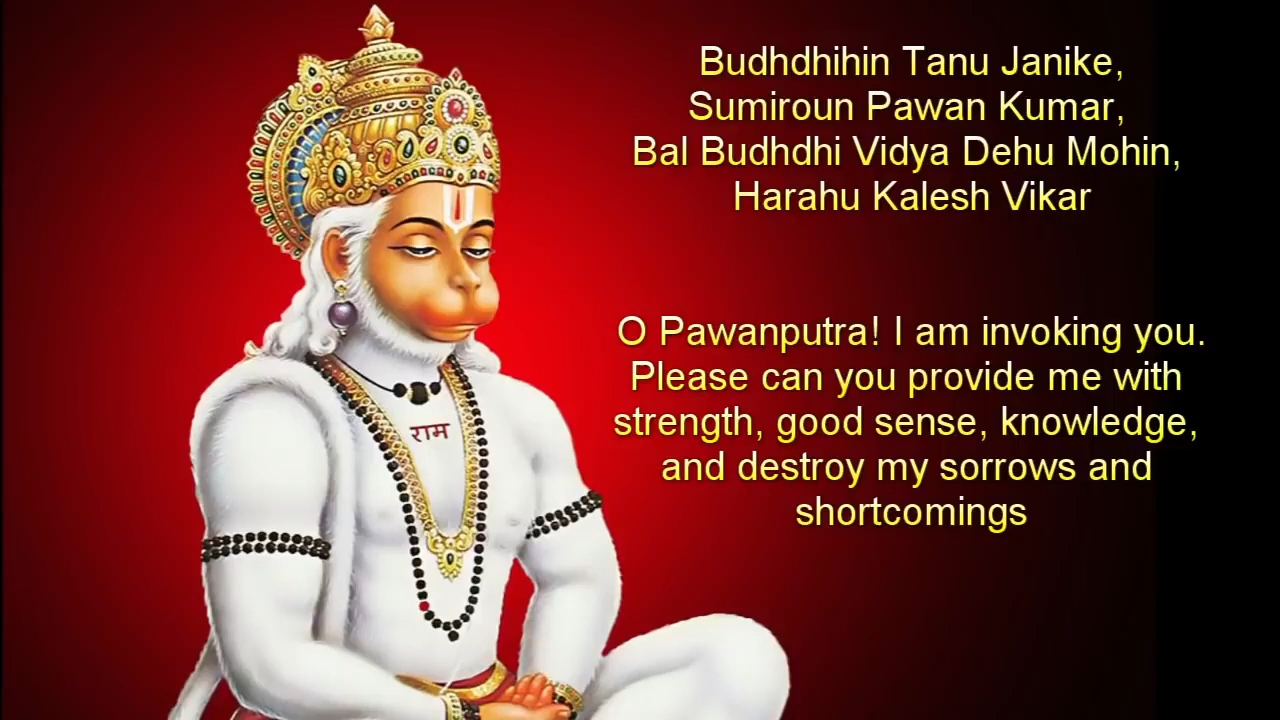 Budhdhihin Tanu Janike,
Sumiroun Pawan Kumar,
Bal Budhdhi Vidya Dehu Mohin,
Harahu Kalesh Vikar
O Pawanputra! I am invoking you.
Please can you provide me with
strength, good sense, knowledge,
and destroy my sorrows and
shortcomings
राम